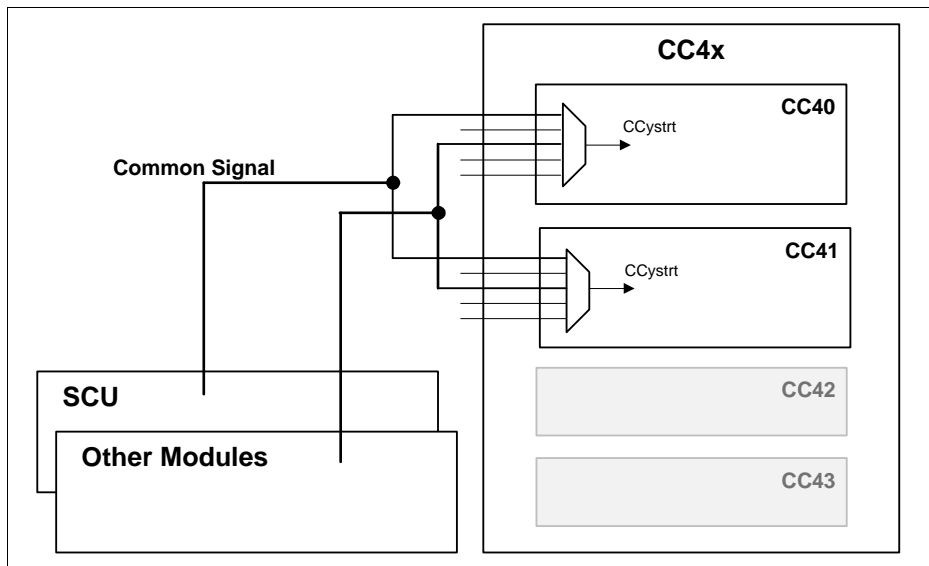 CC4x
CC40
CCystrt
Common Signal
CC41
CCystrt
SCU
CC42
Other Modules
CC43